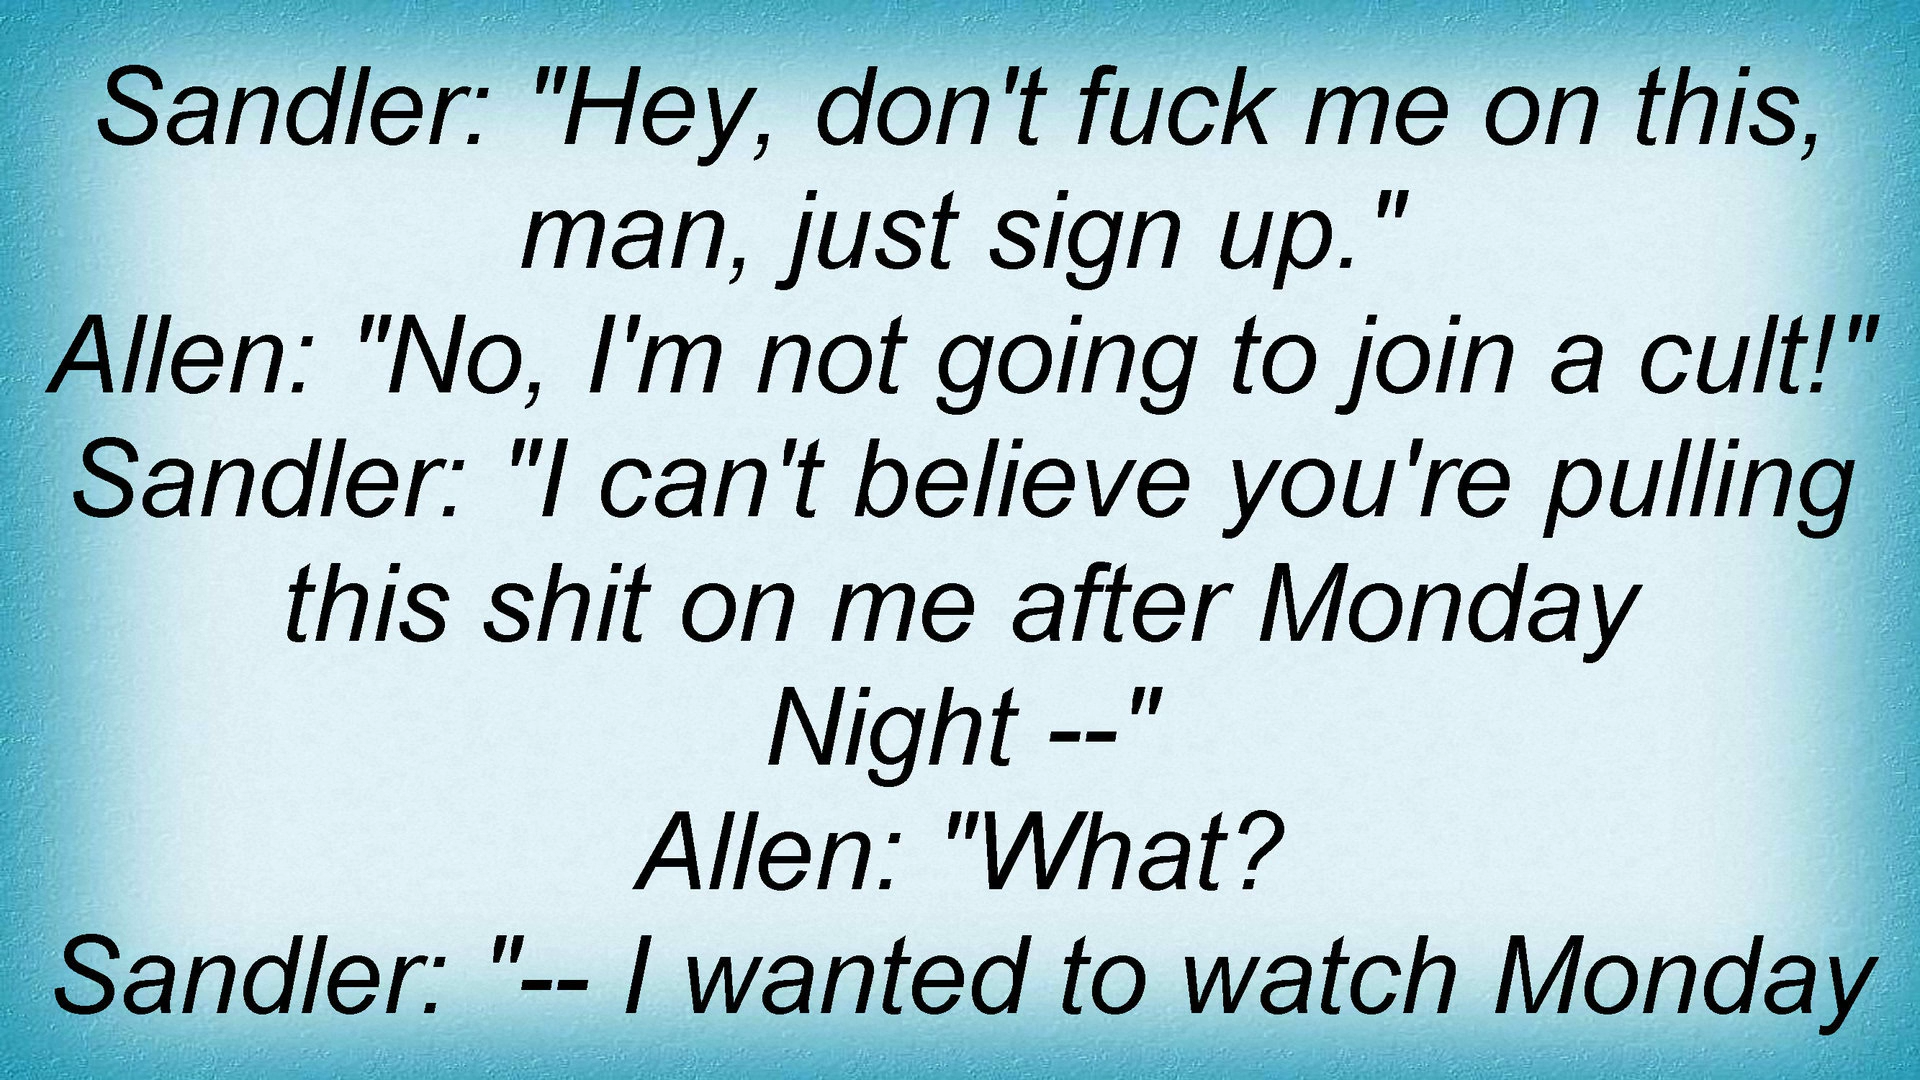 Sandler: "Hey, don't fuck me on this,
man, just sign up."
Allen: "No, I'm not going to join a cult!"
Sandler: "I can't believe you're pulling
this shit on me after Monday
Night --"
Allen: "What?
Sandler: "-- I wanted to watch Monday